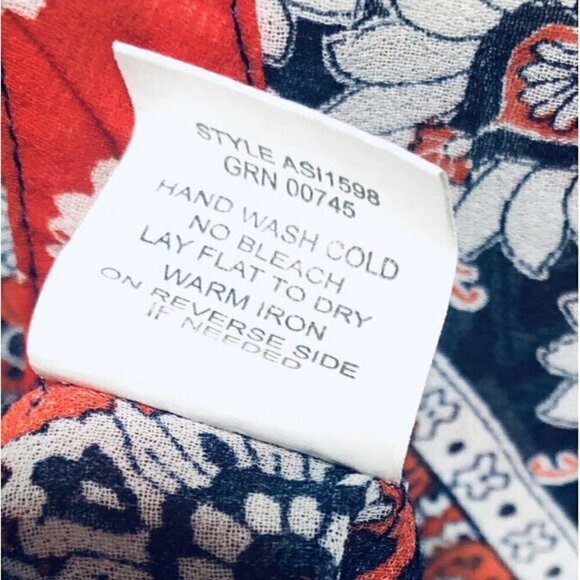 STYLE ASI1598
GRN 00745
HAND WASH COLD
NO BLEACH
LAY FLAT TO DRY
WARM IRON
ON REVERSE SIDE
IF NEEDED